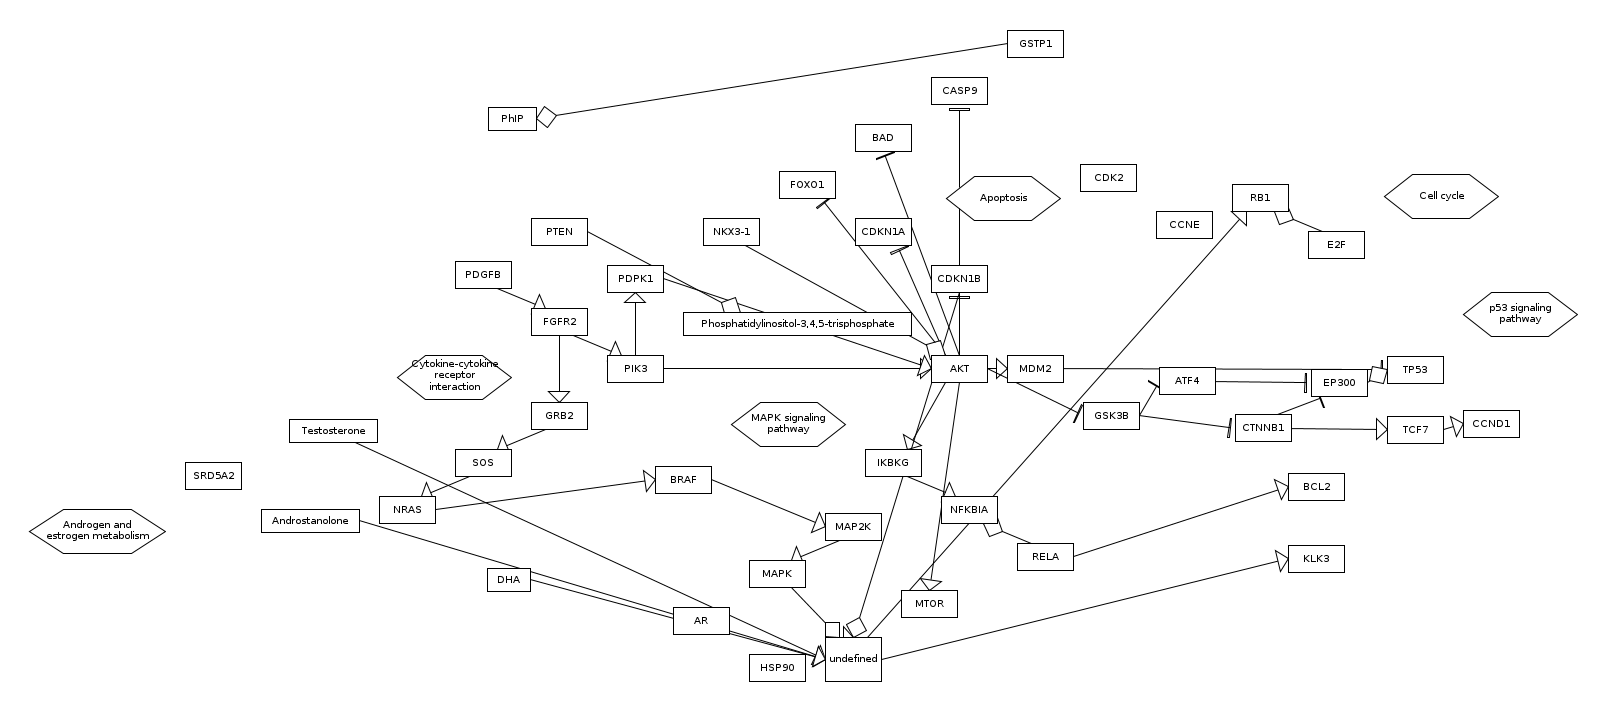 GSTP1
CASP9
PhIP
BAD
CDK2
FOXO1
Apoptosis
RB1
Cell cycle
CCNE
PTEN
NKX3-1
CDKN1A
E2F
PDGFB
PDPK1
CDKN1B
p53 signaling
pathway
FGFR2
Phosphatidylinositol-3,4,5-trisphosphate
Cytokine-cytokine
receptor
interaction
PIK3
AKT
MDM2
ATF4
EP300
TP53
GRB2
MAPK signaling
pathway
GSK3B
CTNNB1
TCF7
CCND1
Testosterone
SOS
IKBKG
SRD5A2
BRAF
BCL2
NRAS
NFKBIA
Androgen and
estrogen metabolism
Androstanolone
MAP2K
RELA
KLK3
DHA
MAPK
MTOR
AR
HSP90
undefined